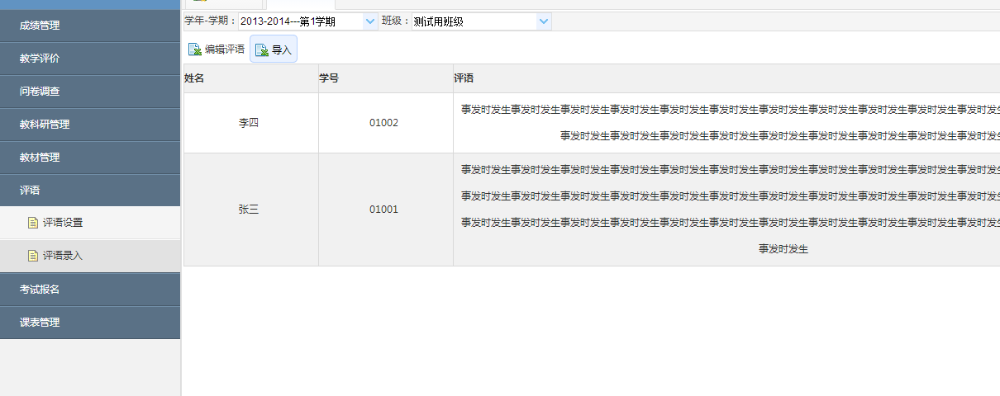 成绩管理
教学评价
问卷调查
教科研管理
教材管理
评语
评语设置
评语录入
考试报名
课表管理
学年-学期： 2013-2014---第1学期 班级： 测试用班级
编辑评语 导入
姓名 学号 评语
李四 01002
事发时发生事发时发生事发时发生事发时发生事发时发生事发时发生事发时发生事发时发生事发时发生事发时发生事发时发生
事发时发生事发时发生事发时发生事发时发生事发时发生事发时发生事发时发生事发时发生事发时发生
张三 01001
事发时发生事发时发生事发时发生事发时发生事发时发生事发时发生事发时发生事发时发生事发时发生事发时发生事发时发生
事发时发生事发时发生事发时发生事发时发生事发时发生事发时发生事发时发生事发时发生事发时发生事发时发生事发时发生
事发时发生事发时发生事发时发生事发时发生事发时发生事发时发生事发时发生事发时发生事发时发生事发时发生事发时发生
事发时发生